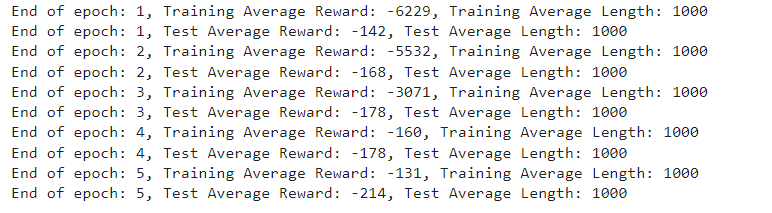 End of epoch: 1, Training Average Reward: -6229, Training Average Length: 1000
End of epoch: 1, Test Average Reward: -142, Test Average Length: 1000
End of epoch: 2, Training Average Reward: -5532, Training Average Length: 1000
End of epoch: 2, Test Average Reward: -168, Test Average Length: 1000
End of epoch: 3, Training Average Reward: -3071, Training Average Length: 1000
End of epoch: 3, Test Average Reward: -178, Test Average Length: 1000
End of epoch: 4, Training Average Reward: -160, Training Average Length: 1000
End of epoch: 4, Test Average Reward: -178, Test Average Length: 1000
End of epoch: 5, Training Average Reward: -131, Training Average Length: 1000
End of epoch: 5, Test Average Reward: -214, Test Average Length: 1000